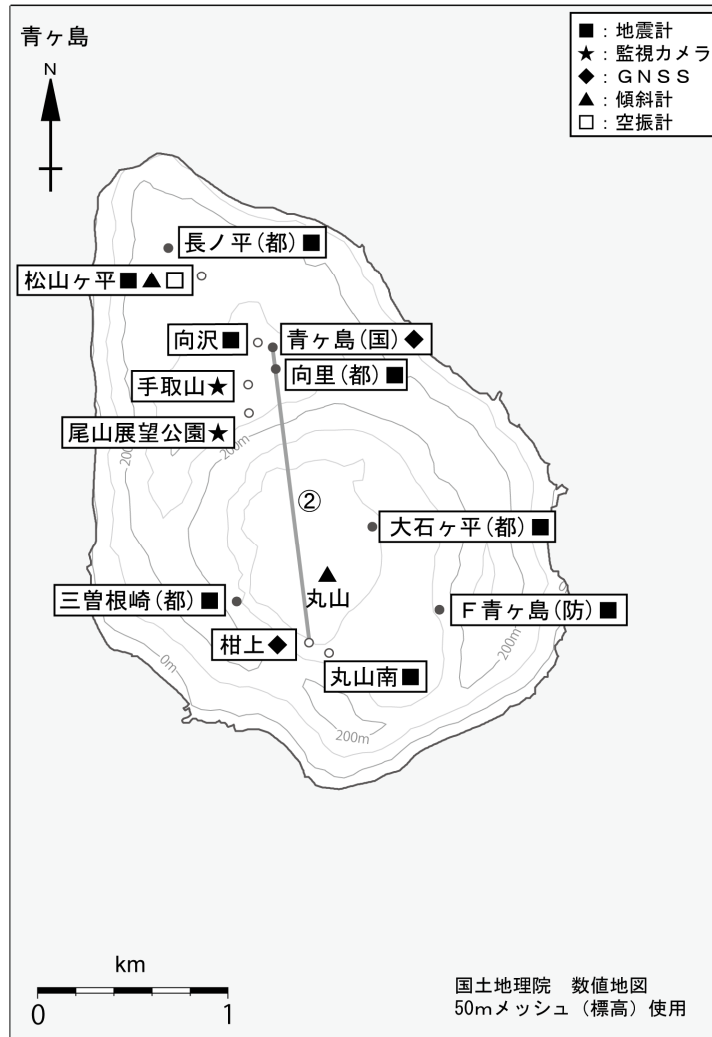 青ヶ島
N
■：地震計
★：監視カメラ
◆：ＧＮＳＳ
▲：傾斜計
□：空振計
長ノ平(都)■
松山ヶ平■▲□
向沢■
青ヶ島(国)◆
向里(都)■
手取山★
尾山展望公園★
200m
200m
②
大石ヶ平(都)■
丸山
三曽根崎(都)■
Ｆ青ヶ島(防)■
0m
柑上◆
丸山南■
0m
200m
200m
km
0 1
国土地理院　数値地図
50mメッシュ（標高）使用